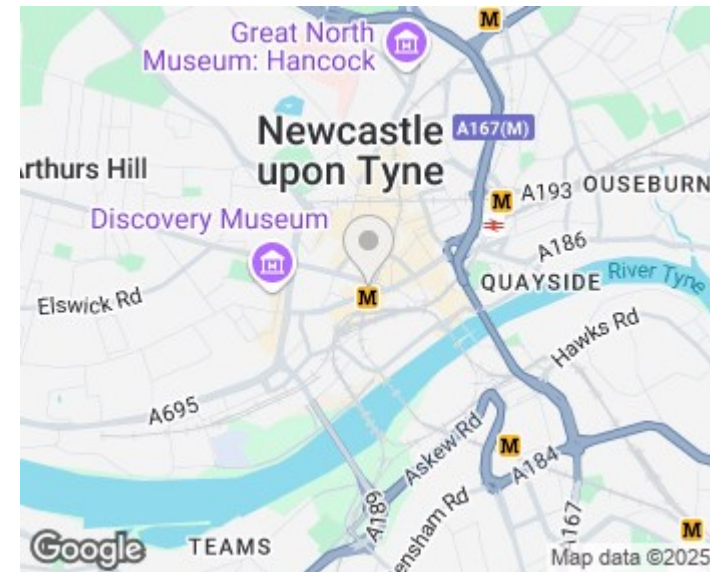 Great North
Museum: Hancock
M
Newcastle
upon Tyne
A167(M)
rthurs Hill
M
A193
OUSEBURN
Discovery Museum
A186
QUAYSIDE
River Tyne
M
Elswick Rd
Hawks Rd
A695
Askew Rd
M
A184
A189
ensham Rd
A167
M
Google
TEAMS
Map data ©2025